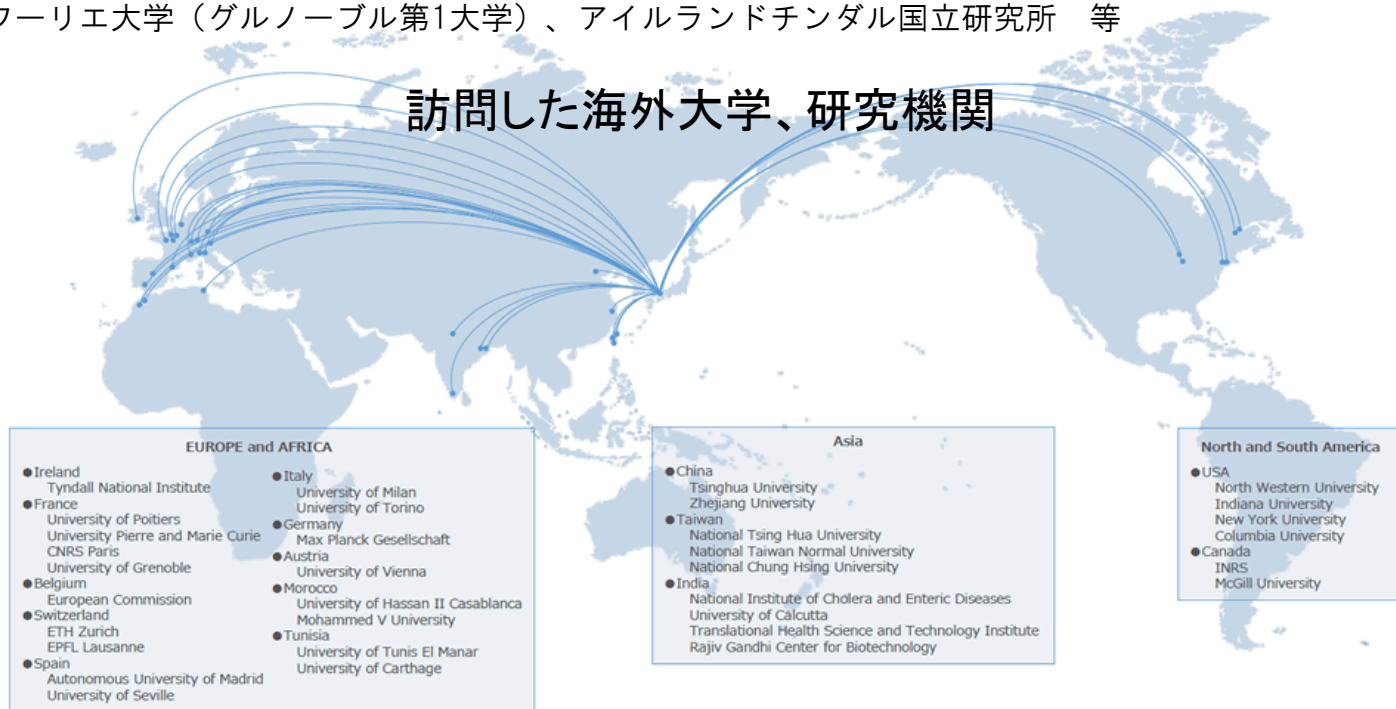 ワーリエ大学（グルノーブル第1大学）、アイルランドチンダル国立研究所　等
訪問した海外大学、研究機関
EUROPE and AFRICA
●Ireland
Tyndall National Institute
●France
University of Poitiers
University Pierre and Marie Curie
CNRS Paris
University of Grenoble
●Belgium
European Commission
●Switzerland
ETH Zurich
EPFL Lausanne
●Spain
Autonomous University of Madrid
University of Seville
●Italy
University of Milan
University of Torino
●Germany
Max Planck Gesellschaft
●Austria
University of Vienna
●Morocco
University of Hassan II Casablanca
Mohammed V University
●Tunisia
University of Tunis El Manar
University of Carthage
Asia
●China
Tsinghua University
Zhejiang University
●Taiwan
National Tsing Hua University
National Taiwan Normal University
National Chung Hsing University
●India
National Institute of Cholera and Enteric Diseases
University of Calcutta
Translational Health Science and Technology Institute
Rajiv Gandhi Center for Biotechnology
North and South America
●USA
North Western University
Indiana University
New York University
Columbia University
●Canada
INRS
McGill University